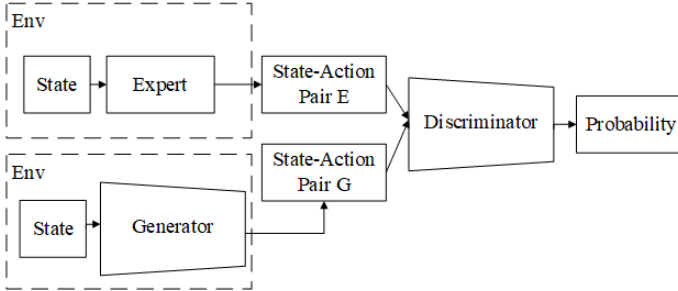 Env
State
Expert
State-Action
Pair E
Discriminator
Probability
Env
State
Generator
State-Action
Pair G